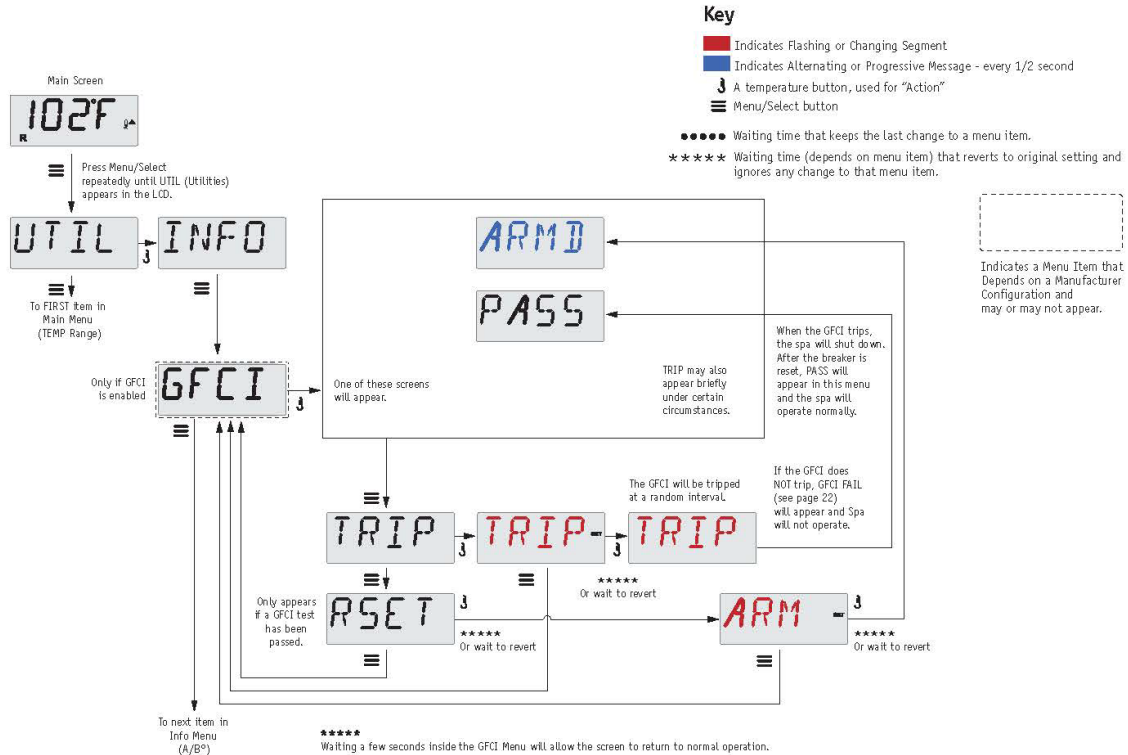 Key
Indicates Flashing or Changing Segment
Indicates Alternating or Progressive Message - every 1/2 second
A temperature button, used for "Action"
Menu/Select button
●●●●● Waiting time that keeps the last change to a menu item.
***** Waiting time (depends on menu item) that reverts to original setting and
ignores any change to that menu item.
Indicates a Menu Item that
Depends on a Manufacturer
Configuration and
may or may not appear.
Main Screen
102°F
R
Press Menu/Select
repeatedly until UTIL (Utilities)
appears in the LCD.
UTIL
INFO
To FIRST item in
Main Menu
(TEMP Range)
Only if GFCI
is enabled
GFCI
One of these screens
will appear.
ARMD
PASS
TRIP may also
appear briefly
under certain
circumstances.
When the GFCI trips,
the spa will shut down.
After the breaker is
reset, PASS will
appear in this menu
and the spa will
operate normally.
If the GFCI does
NOT trip, GFCI FAIL
(see page 22)
will appear and Spa
will not operate.
The GFCI will be tripped
at a random interval.
TRIP
TRIP
TRIP
*****
Or wait to revert
Only appears
if a GFCI test
has been
passed.
RSET
*****
Or wait to revert
ARM
*****
Or wait to revert
To next item in
Info Menu
(A/B°)
*****
Waiting a few seconds inside the GFCI Menu will allow the screen to return to normal operation.